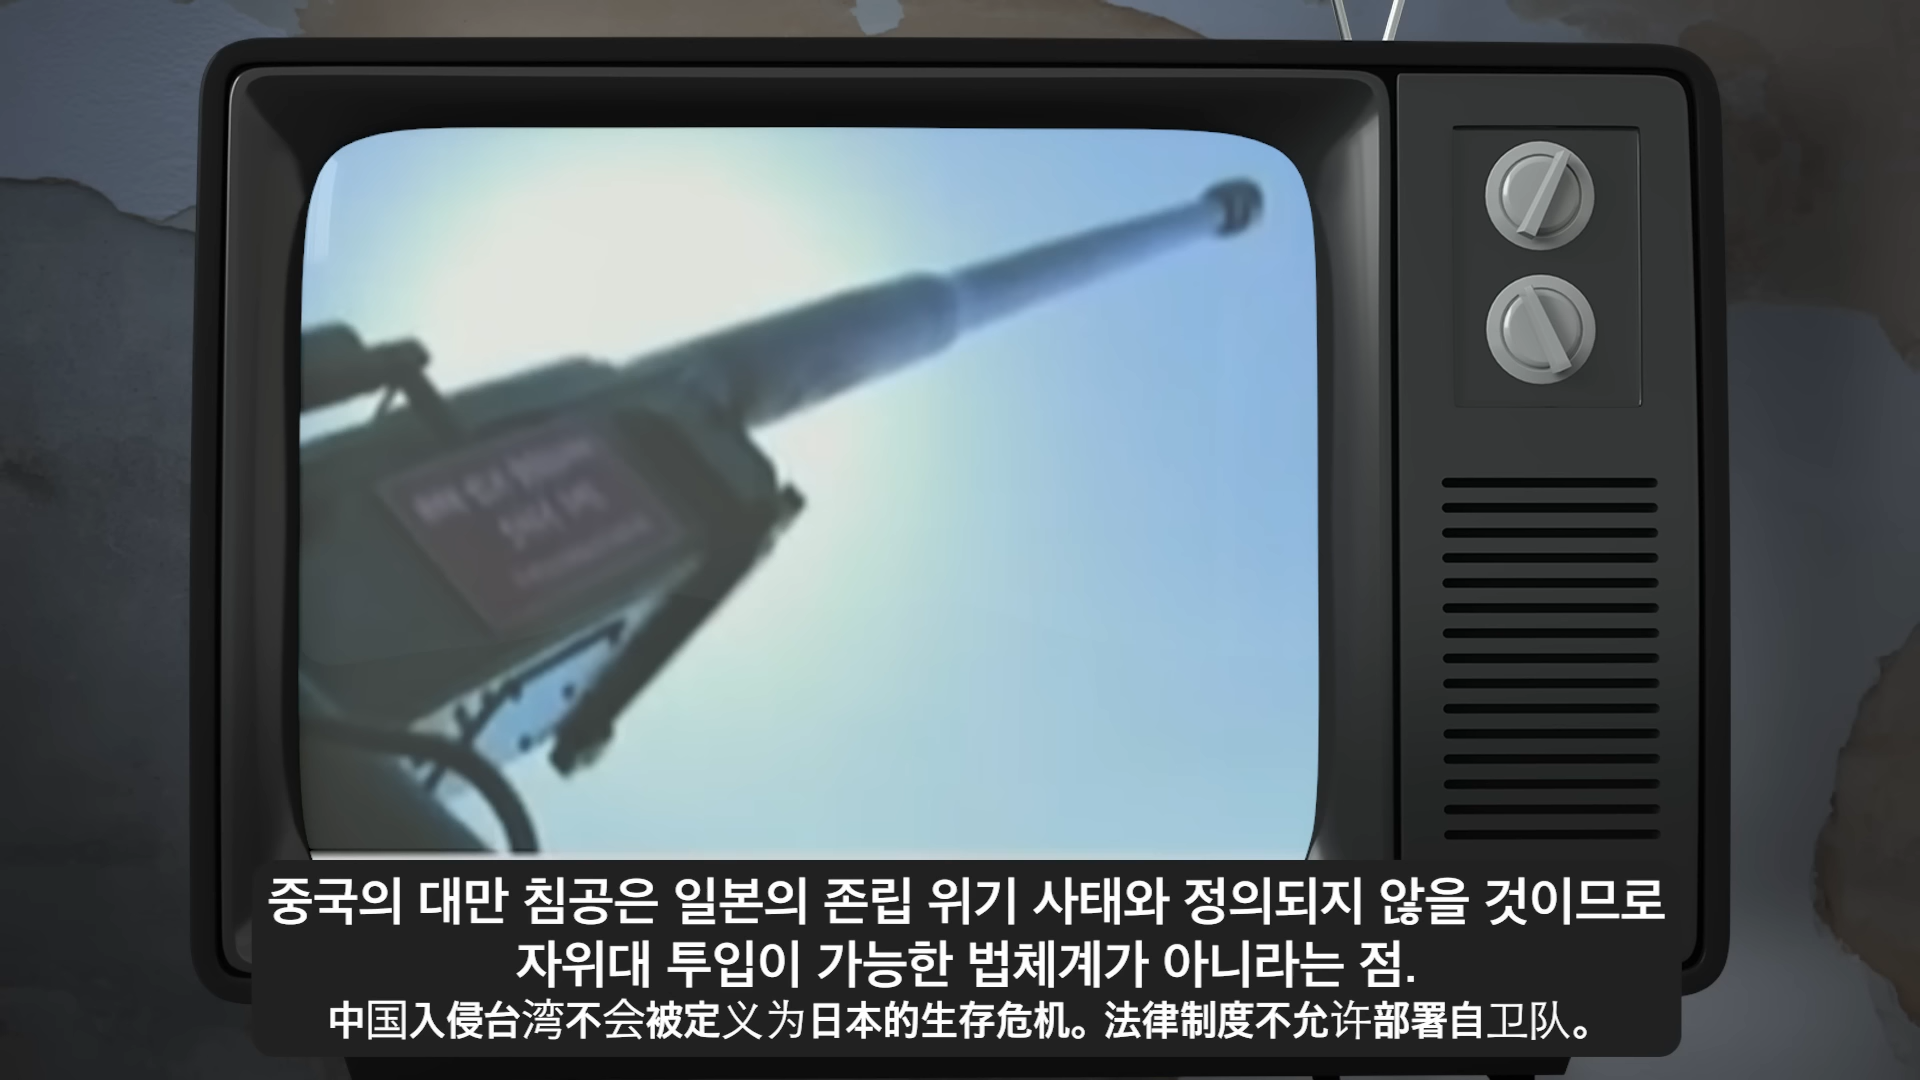 중국의 대만 침공은 일본의 존립 위기 사태와 정의되지 않을 것이므로
자위대 투입이 가능한 법체계가 아니라는 점.
中国入侵台湾不会被定义为日本的生存危机。法律制度不允许部署自卫队。